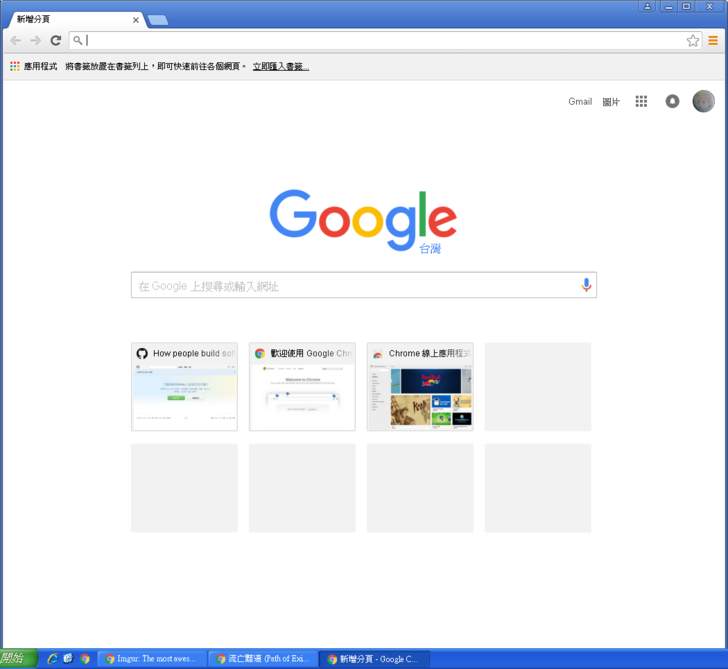 新增分頁
應用程式 將書籤放置在書籤列上，即可快速前往各個網頁。 立即匯入書籤...
Gmail 圖片
Google
台灣
在 Google 上搜尋或輸入網址
How people build sof
歡迎使用 Google Chro
Chrome 線上應用程式
Welcome to Chrome
開始
Imgur: The most awes...
流亡黯道 (Path of Exi...
新增分頁 - Google C...